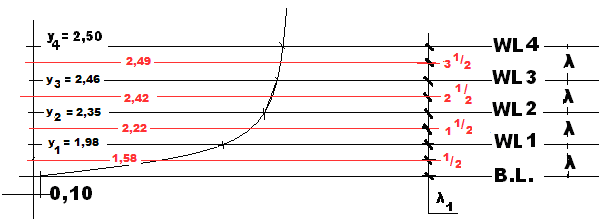 y4 = 2,50 WL 4
2,49 3 1/2
y3 = 2,46 WL 3 λ
2,42 2 1/2
y2 = 2,35 WL 2 λ
2,22 1 1/2
y1 = 1,98 WL 1
1,58 1/2 λ
B.L.
0,10 λ1